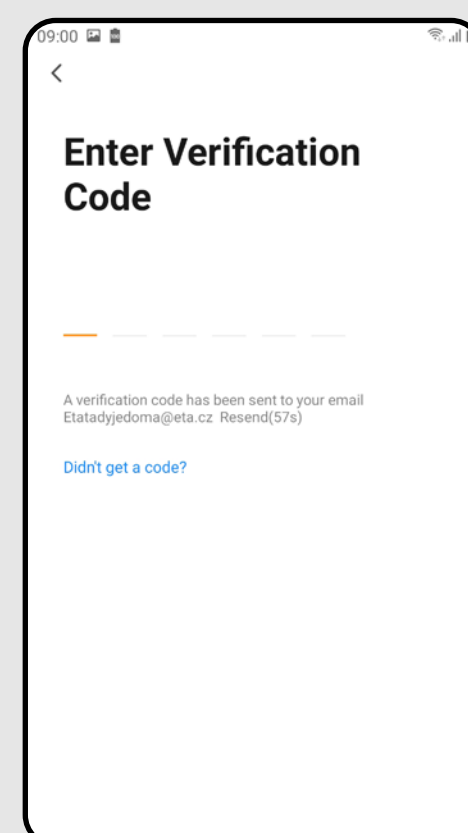 09:00
Enter Verification
Code
A verification code has been sent to your email
Etatadyjedoma@eta.cz Resend(57s)
Didn't get a code?